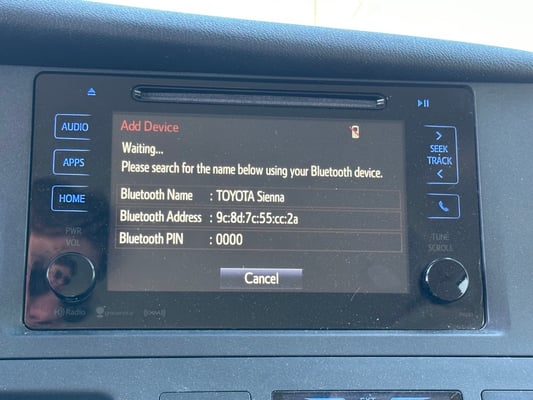 AUDIO
APPS
HOME
PWR
VOL
HD Radio
Add Device
Waiting...
Please search for the name below using your Bluetooth device.
Bluetooth Name : TOYOTA Sienna
Bluetooth Address : 9c:8d:7c:55:cc:2a
Bluetooth PIN : 0000
Cancel
SEEK
TRACK
TUNE
SCROLL